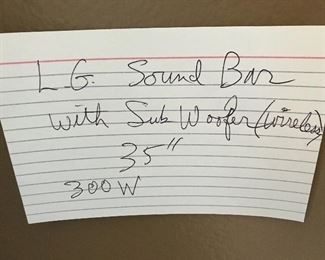 L.G. Sound Bar
with Sub Woofer (wireless)
35"
300W